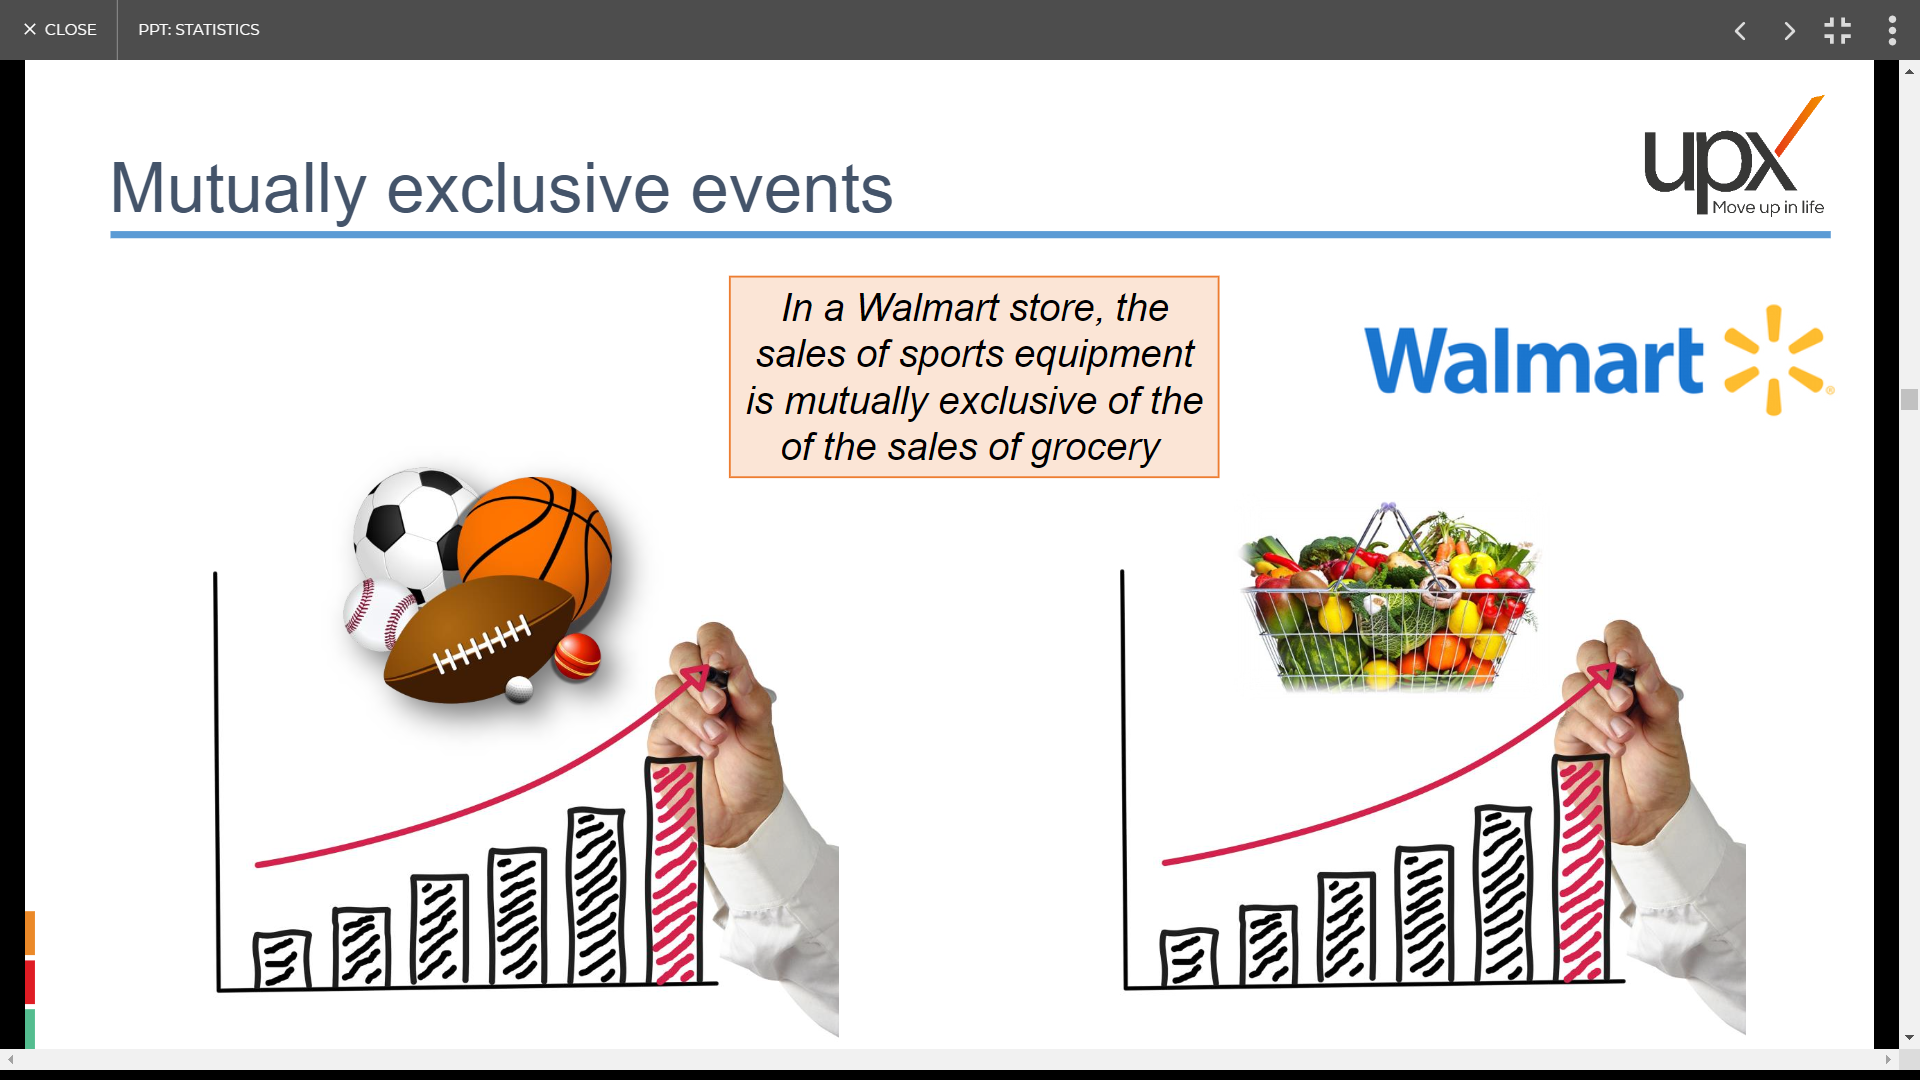 CLOSE
PPT: STATISTICS
upx
Move up in life
Mutually exclusive events
In a Walmart store, the
sales of sports equipment
is mutually exclusive of the
of the sales of grocery
Walmart